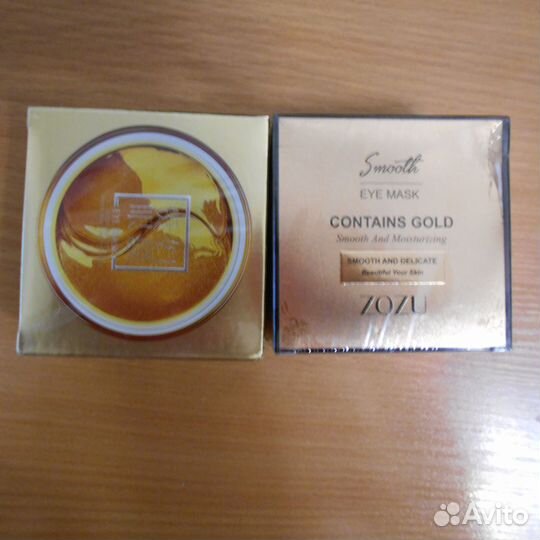 Smooth
EYE MASK
CONTAINS GOLD
Smooth And Moisturizing
SMOOTH AND DELICATE
Beautiful Your Skin
ZOZU
Avito